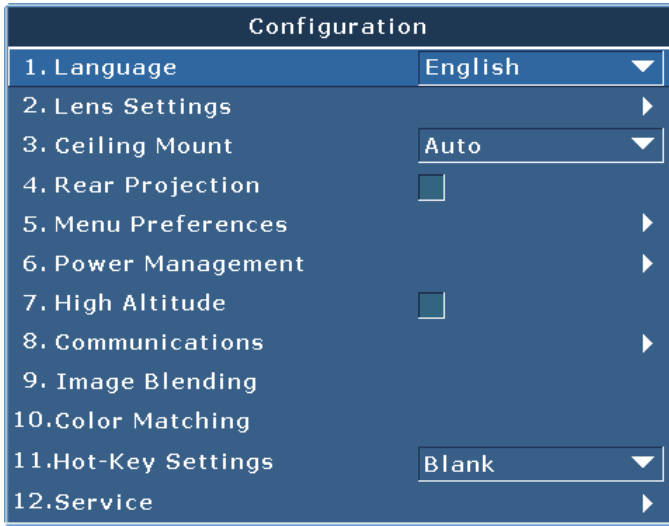 Configuration
1. Language English
2. Lens Settings
3. Ceiling Mount Auto
4. Rear Projection
5. Menu Preferences
6. Power Management
7. High Altitude
8. Communications
9. Image Blending
10.Color Matching
11.Hot-Key Settings Blank
12.Service